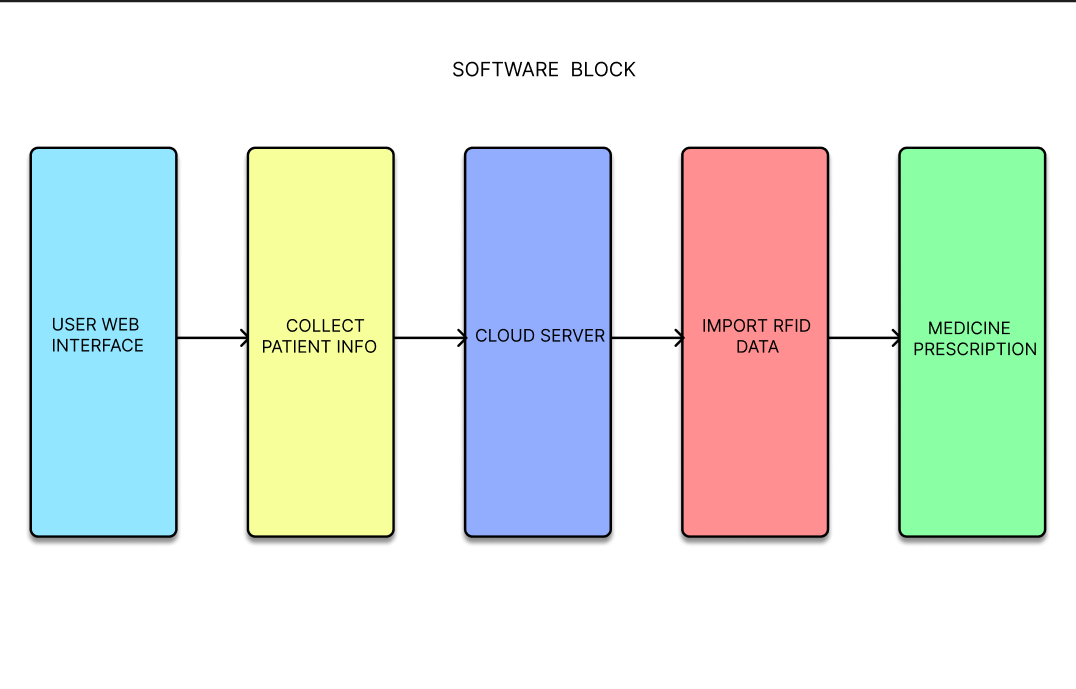 SOFTWARE BLOCK
USER WEB
INTERFACE
COLLECT
PATIENT INFO
CLOUD SERVER
IMPORT RFID
DATA
MEDICINE
PRESCRIPTION